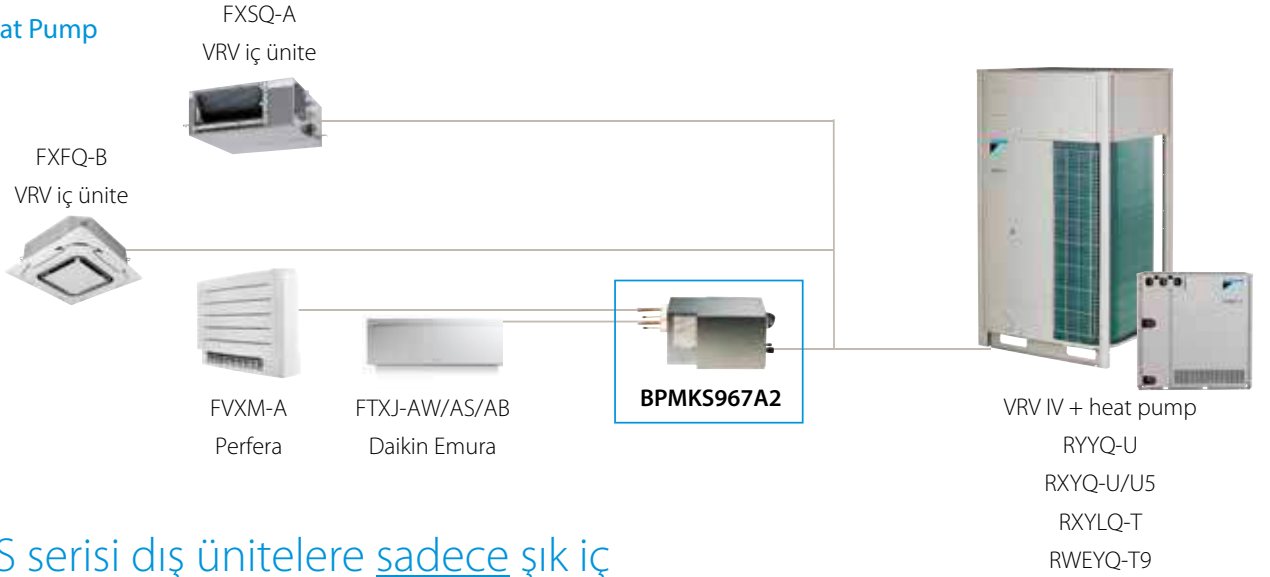 at Pump
FXSQ-A
VRV iç ünite
FXFQ-B
VRV iç ünite
FVXM-A
Perfera
FTXJ-AW/AS/AB
Daikin Emura
BPMKS967A2
VRV IV + heat pump
RYYQ-U
RXYQ-U/U5
RXYLQ-T
RWEYQ-T9
S serisi dış ünitelere sadece şık iç